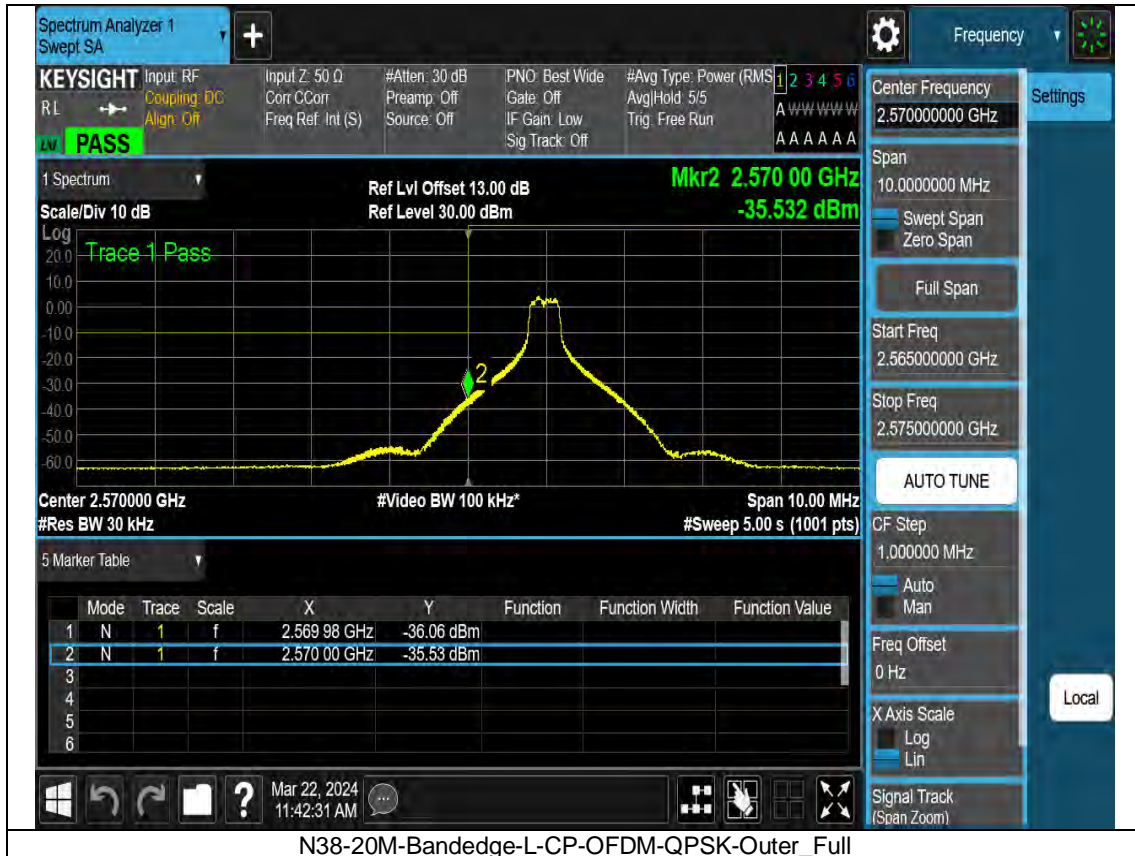 Spectrum Analyzer 1
Swept SA
Frequency
KEYSIGHT Input: RF Input Z: 50 Ω #Atten: 30 dB PNO: Best Wide #Avg Type: Power (RMS 1 2 3 4 5 6
RL Coupling: DC Corr CCorr Preamp: Off Gate: Off Avg|Hold: 5/5 A W W W W W
Align: Off Freq Ref: Int (S) Source: Off IF Gain: Low Trig: Free Run
PASS Sig Track: Off A A A A A A
1 Spectrum
Ref Lvl Offset 13.00 dB Mkr2 2.570 00 GHz
Scale/Div 10 dB Ref Level 30.00 dBm -35.532 dBm
Log
Trace 1 Pass
20.0
10.0
0.00
-10.0
-20.0
-30.0
-40.0
-50.0
-60.0
2
Center 2.570000 GHz #Video BW 100 kHz* Span 10.00 MHz
#Res BW 30 kHz #Sweep 5.00 s (1001 pts)
5 Marker Table
Mode Trace Scale X Y Function Function Width Function Value
1 N 1 f 2.569 98 GHz -36.06 dBm
2 N 1 f 2.570 00 GHz -35.53 dBm
3
4
5
6
Center Frequency
2.570000000 GHz
Settings
Span
10.0000000 MHz
Swept Span
Zero Span
Full Span
Start Freq
2.565000000 GHz
Stop Freq
2.575000000 GHz
AUTO TUNE
CF Step
1.000000 MHz
Auto
Man
Freq Offset
0 Hz
Local
X Axis Scale
Log
Lin
Signal Track
(Span Zoom)
? Mar 22, 2024
11:42:31 AM
N38-20M-Bandedge-L-CP-OFDM-QPSK-Outer_Full